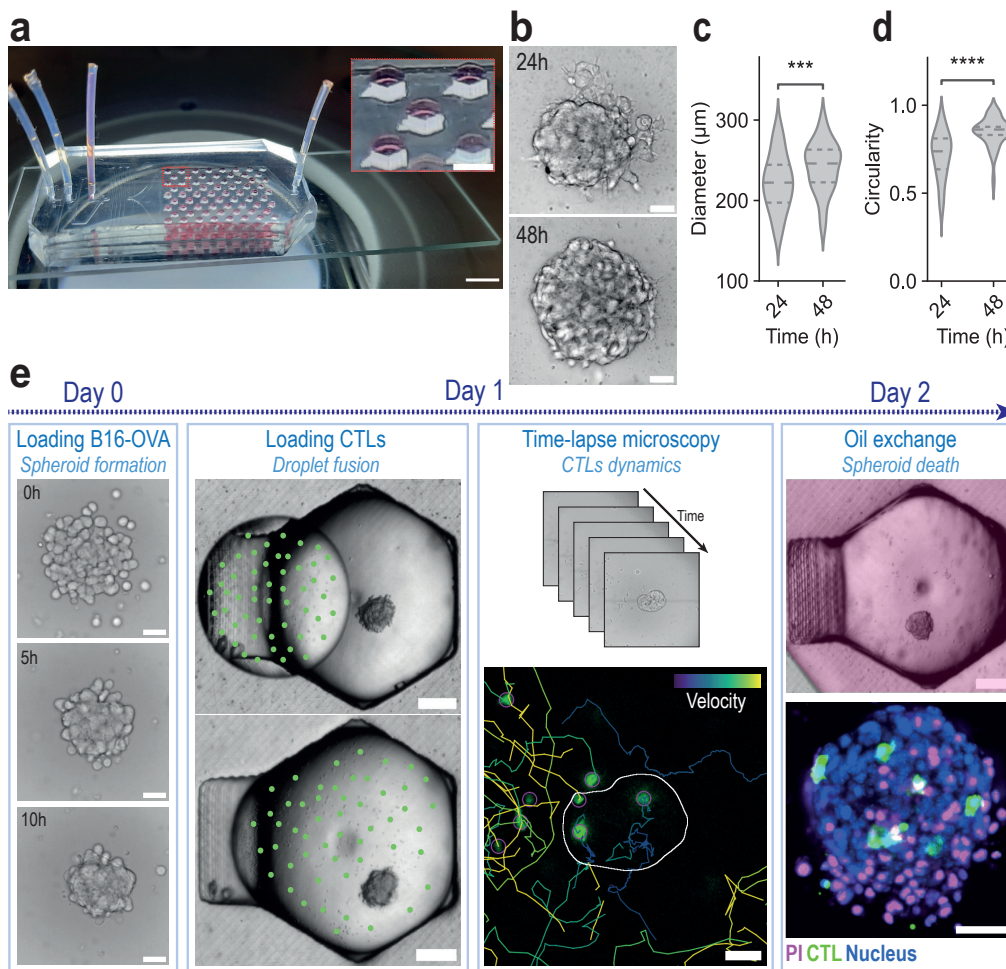 a
b
24h
48h
c
***
Diameter (µm)
300
200
100
24
48
Time (h)
d
****
Circularity
1.0
0.5
0.0
24
48
Time (h)
e
Day 0
Day 1
Day 2
Loading B16-OVA
Spheroid formation
0h
5h
10h
Loading CTLs
Droplet fusion
Time-lapse microscopy
CTLs dynamics
Time
Velocity
Oil exchange
Spheroid death
PI CTL Nucleus